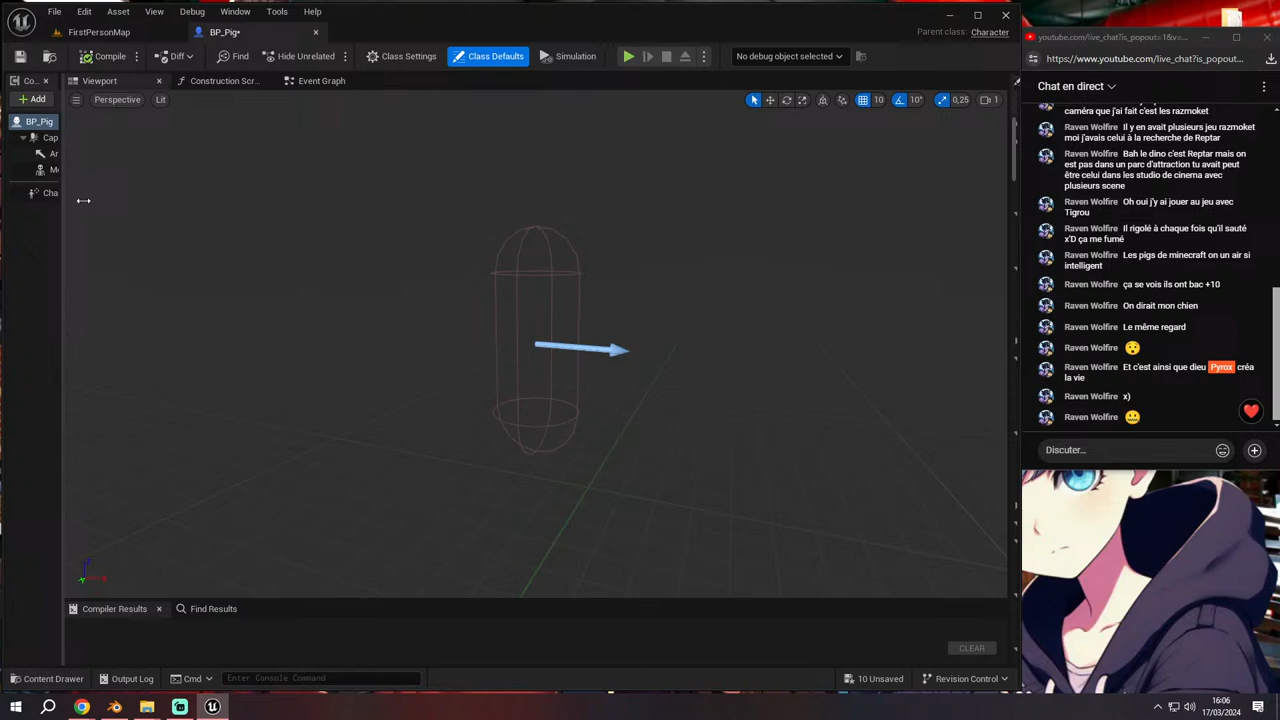 File Edit Asset View Debug Window Tools Help
FirstPersonMap BP_Pig•
Parent class: Character
Compile Diff Find Hide Unrelated Class Settings Class Defaults Simulation No debug object selected
Co... Viewport Construction Scr... Event Graph
Add Perspective Lit 10 10° 0,25 1
BP_Pig
Cap
Ar
Me
Cha
Compiler Results Find Results
CLEAR
Content Drawer Output Log Cmd Enter Console Command 10 Unsaved Revision Control
youtube.com/live_chat?is_popout=1&v=...
https://www.youtube.com/live_chat?is_popout...
Chat en direct
caméra que j'ai fait c'est les razmoket
Raven Wolfire Il y en avait plusieurs jeu razmoket
moi j'avais celui à la recherche de Reptar
Raven Wolfire Bah le dino c'est Reptar mais on
est pas dans un parc d'attraction tu avait peut
être celui dans les studio de cinema avec
plusieurs scene
Raven Wolfire Oh oui j'y ai jouer au jeu avec
Tigrou
Raven Wolfire Il rigolé à chaque fois qu'il sauté
x'D ça me fumé
Raven Wolfire Les pigs de minecraft on un air si
intelligent
Raven Wolfire ça se vois ils ont bac +10
Raven Wolfire On dirait mon chien
Raven Wolfire Le même regard
Raven Wolfire 😯
Raven Wolfire Et c'est ainsi que dieu Pyrox créa
la vie
Raven Wolfire x)
Raven Wolfire 🤐
Discuter...
16:06
17/03/2024